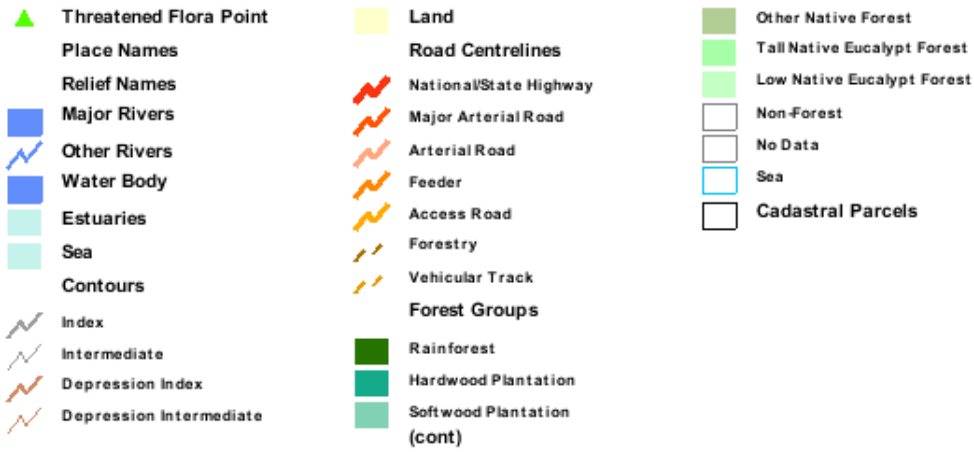 Threatened Flora Point
Place Names
Relief Names
Major Rivers
Other Rivers
Water Body
Estuaries
Sea
Contours
Index
Intermediate
Depression Index
Depression Intermediate
Land
Road Centrelines
National/State Highway
Major Arterial Road
Arterial Road
Feeder
Access Road
Forestry
Vehicular Track
Forest Groups
Rainforest
Hardwood Plantation
Softwood Plantation
(cont)
Other Native Forest
Tall Native Eucalypt Forest
Low Native Eucalypt Forest
Non-Forest
No Data
Sea
Cadastral Parcels